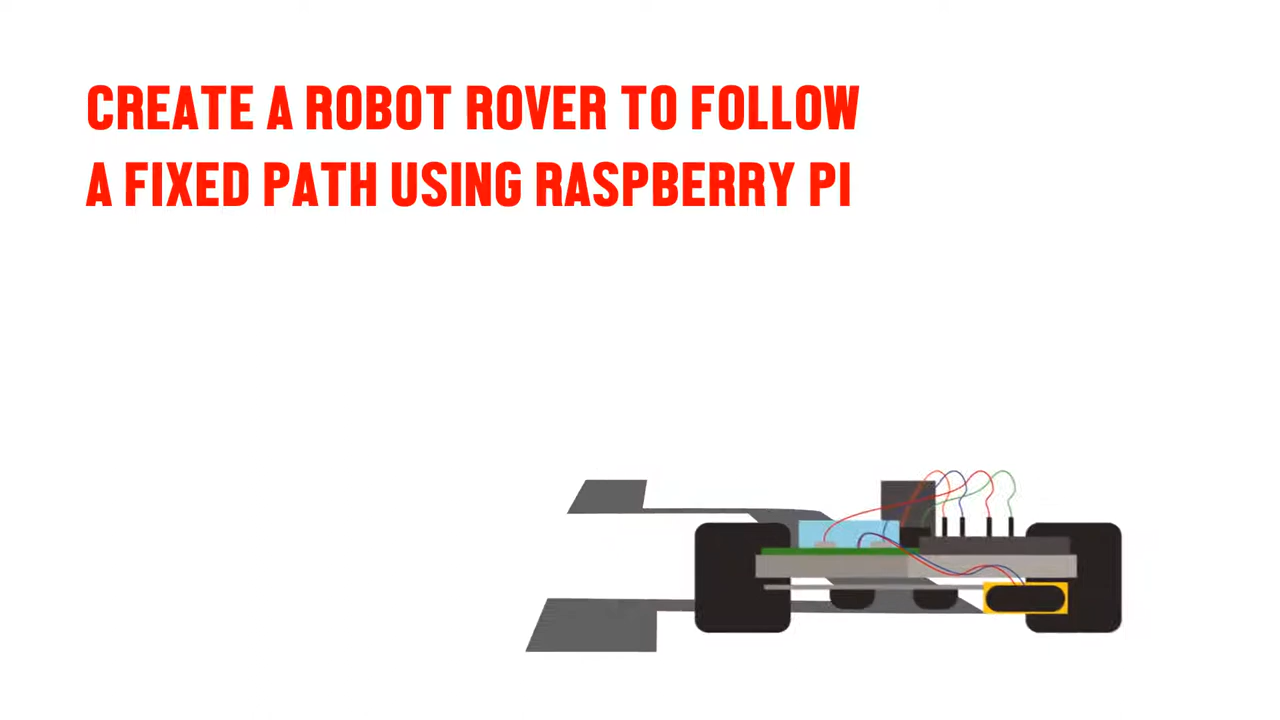 CREATE A ROBOT ROVER TO FOLLOW
A FIXED PATH USING RASPBERRY PI